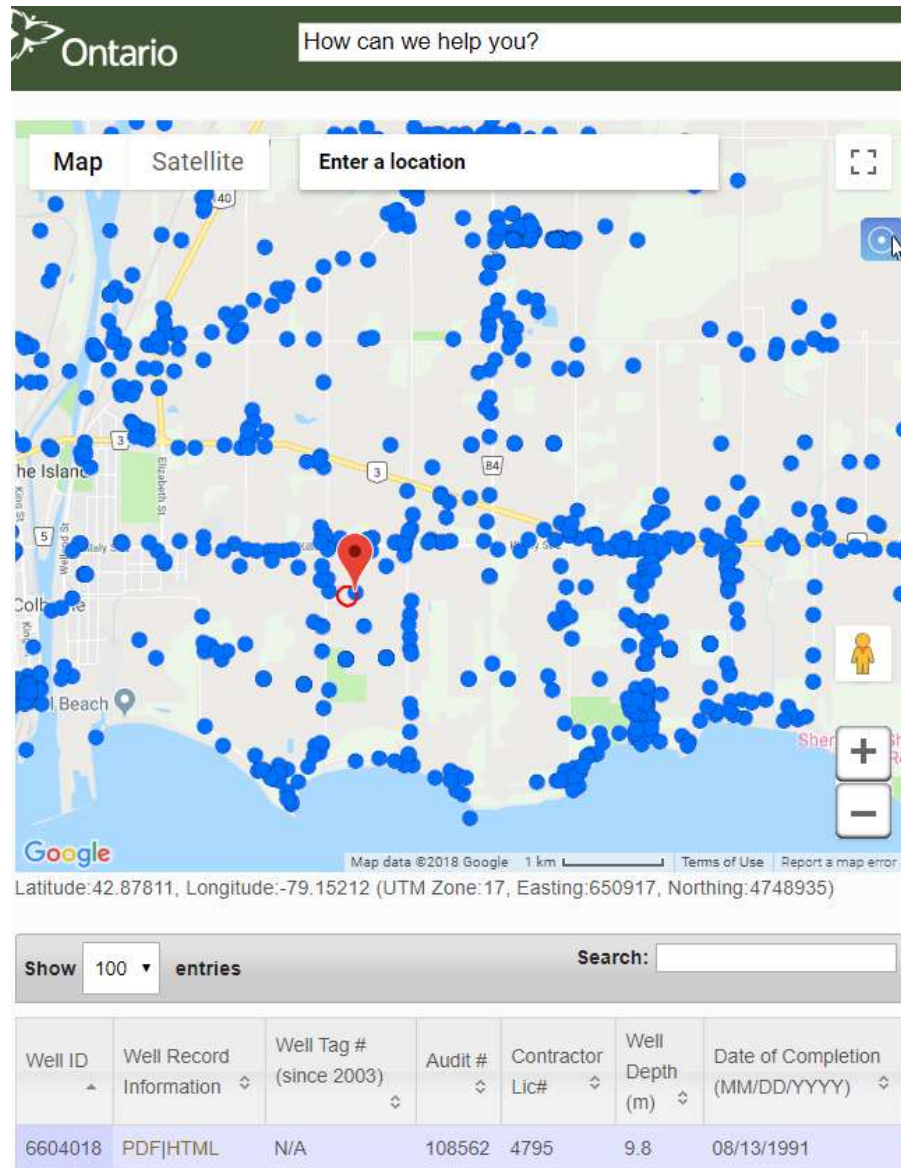 Ontario
How can we help you?
Map
Satellite
Enter a location
40
3
he Island
Elizabeth St
3
84
King St
5
Colborne
King
l Beach
Google
Map data ©2018 Google
1 km
Terms of Use
Report a map error
Latitude:42.87811, Longitude:-79.15212 (UTM Zone:17, Easting:650917, Northing:4748935)
Show 100 entries
Search:
Well ID
Well Record Information
Well Tag # (since 2003)
Audit #
Contractor Lic#
Well Depth (m)
Date of Completion (MM/DD/YYYY)
6604018 PDF|HTML N/A 108562 4795 9.8 08/13/1991